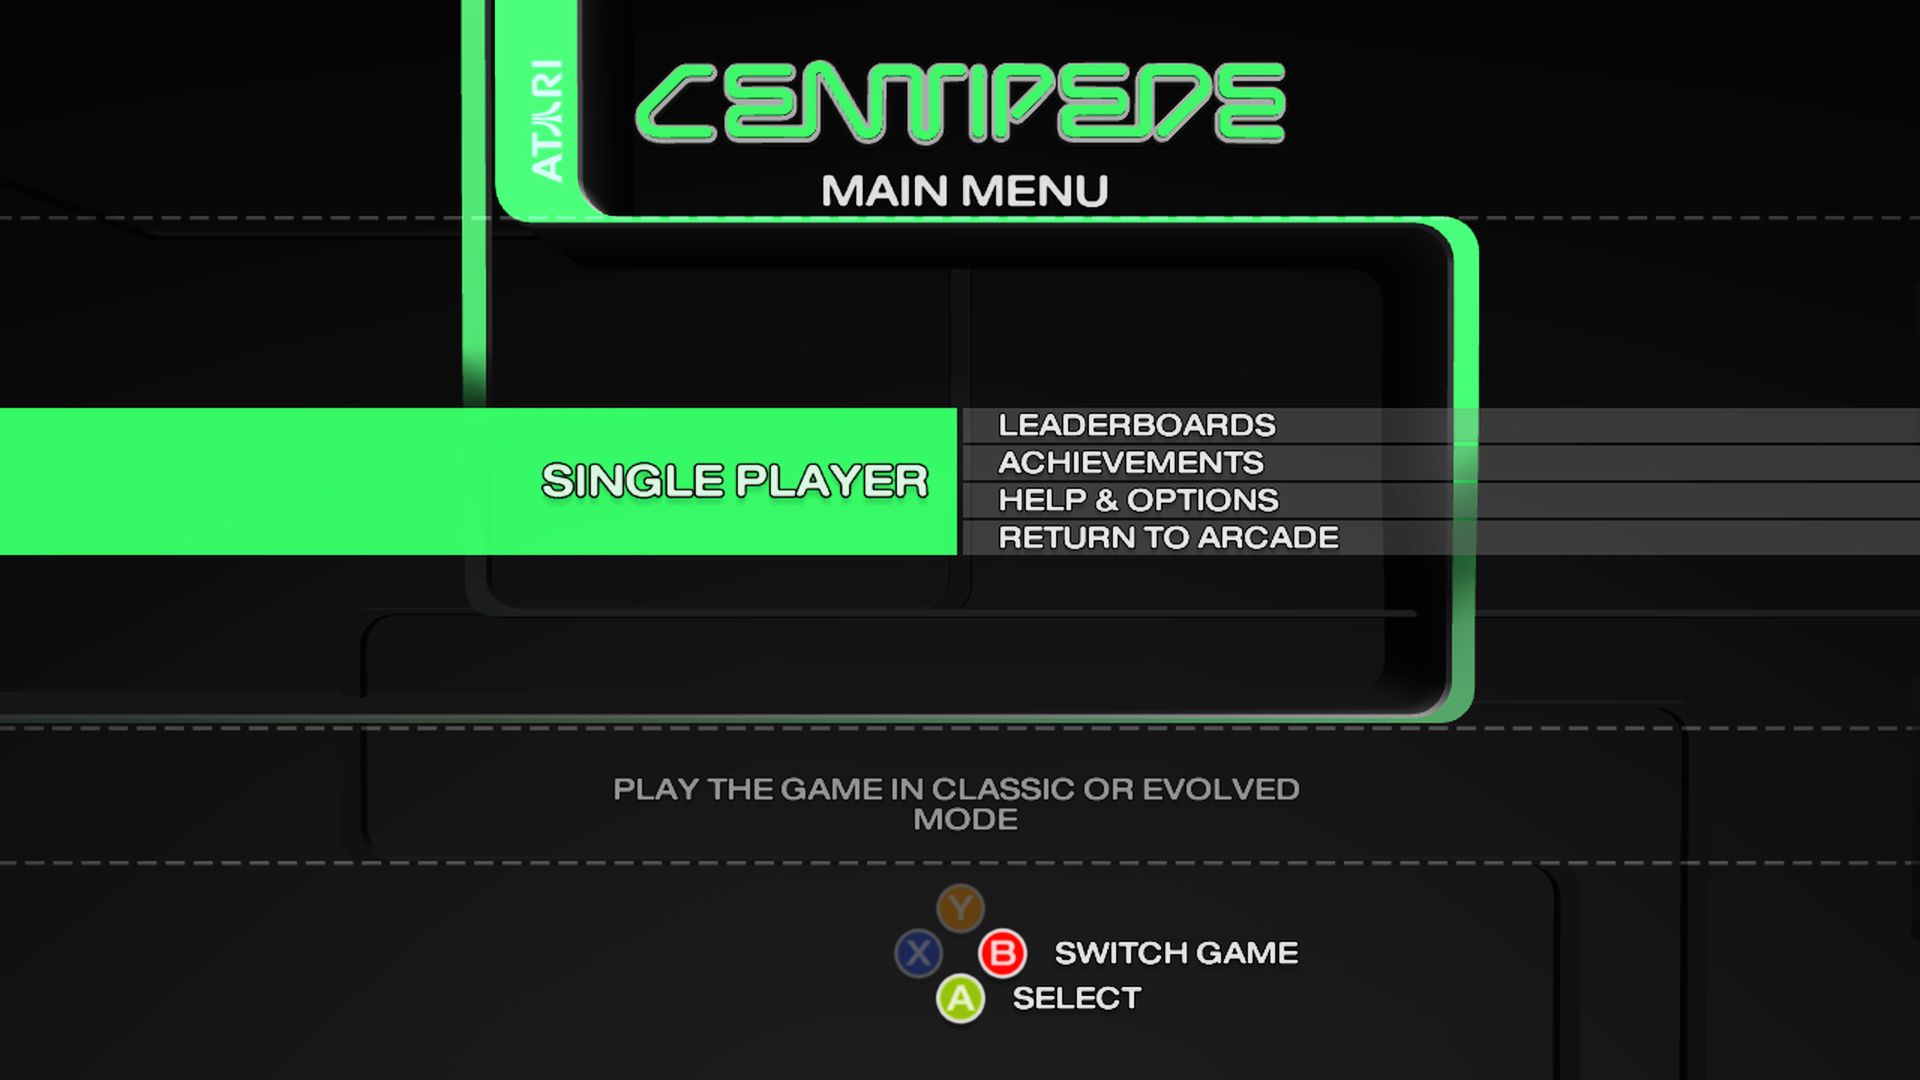 ATARI
CENTIPEDE
MAIN MENU
SINGLE PLAYER
LEADERBOARDS
ACHIEVEMENTS
HELP & OPTIONS
RETURN TO ARCADE
PLAY THE GAME IN CLASSIC OR EVOLVED
MODE
Y
X
B SWITCH GAME
A SELECT